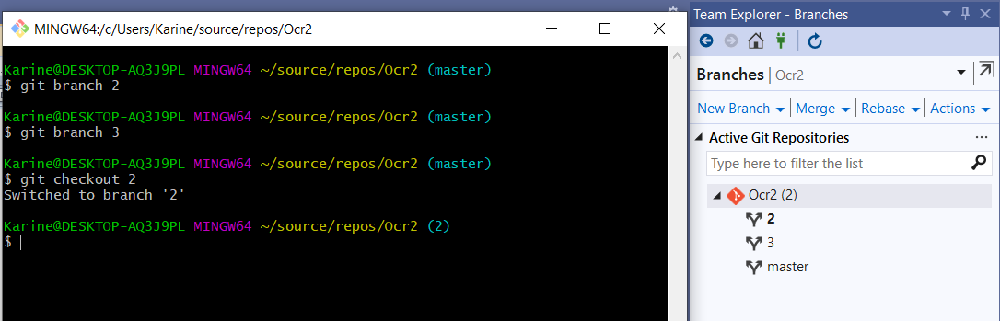 MINGW64:/c/Users/Karine/source/repos/Ocr2
Karine@DESKTOP-AQ3J9PL MINGW64 ~/source/repos/Ocr2 (master)
$ git branch 2
Karine@DESKTOP-AQ3J9PL MINGW64 ~/source/repos/Ocr2 (master)
$ git branch 3
Karine@DESKTOP-AQ3J9PL MINGW64 ~/source/repos/Ocr2 (master)
$ git checkout 2
Switched to branch '2'
Karine@DESKTOP-AQ3J9PL MINGW64 ~/source/repos/Ocr2 (2)
$
Team Explorer - Branches
Branches | Ocr2
New Branch | Merge | Rebase | Actions
Active Git Repositories ...
Type here to filter the list
Ocr2 (2)
2
3
master